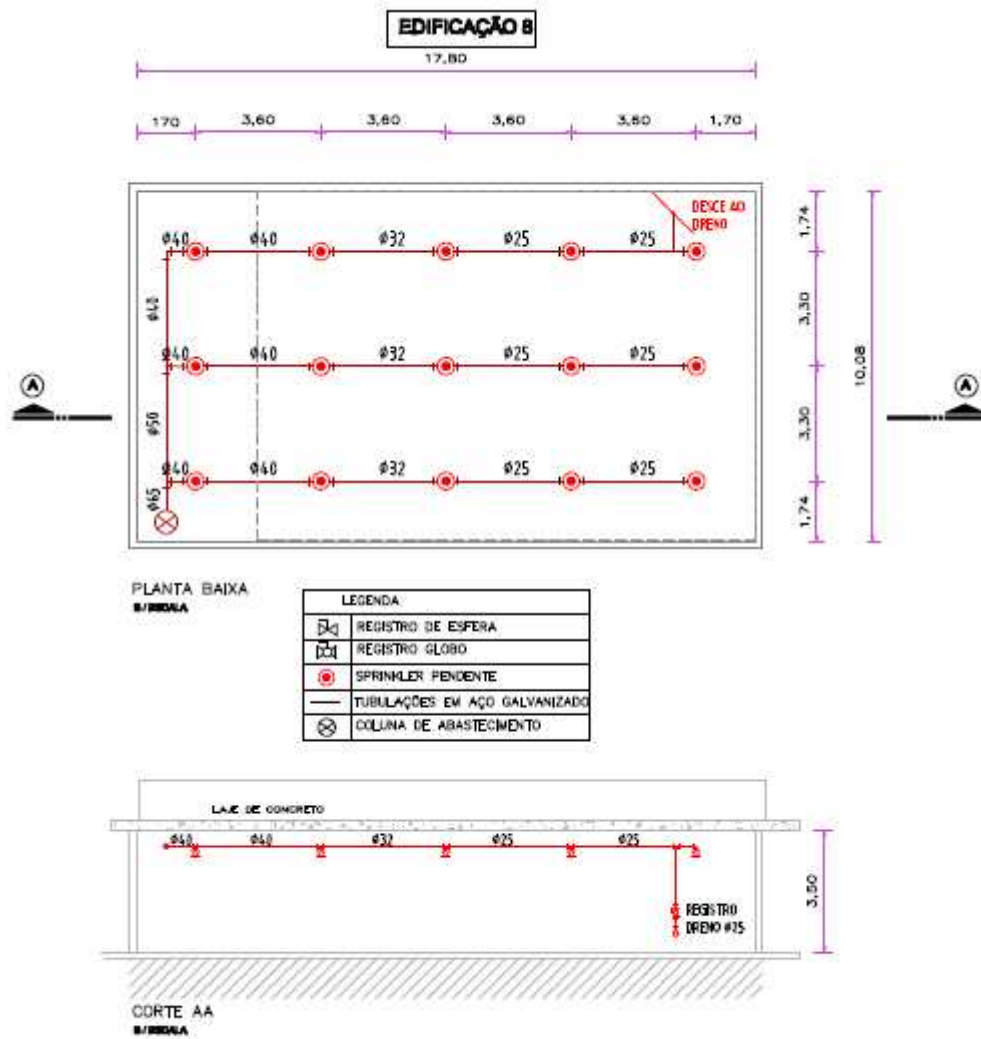 EDIFICAÇÃO 8
17,80
170 3,60 3,60 3,60 3,60 1,70
DESCE AO
DRENO
Ø40 Ø40 Ø32 Ø25 Ø25
1,74
Ø40
3,30
Ø40 Ø40 Ø32 Ø25 Ø25
10,08
A A
Ø50
3,30
Ø40 Ø40 Ø32 Ø25 Ø25
Ø65
1,74
PLANTA BAIXA
S/ESCALA
LEGENDA
REGISTRO DE ESFERA
REGISTRO GLOBO
SPRINKLER PENDENTE
TUBULAÇÕES EM AÇO GALVANIZADO
COLUNA DE ABASTECIMENTO
LAJE DE CONCRETO
Ø40 Ø40 Ø32 Ø25 Ø25
3,50
REGISTRO
DRENO Ø25
CORTE AA
S/ESCALA